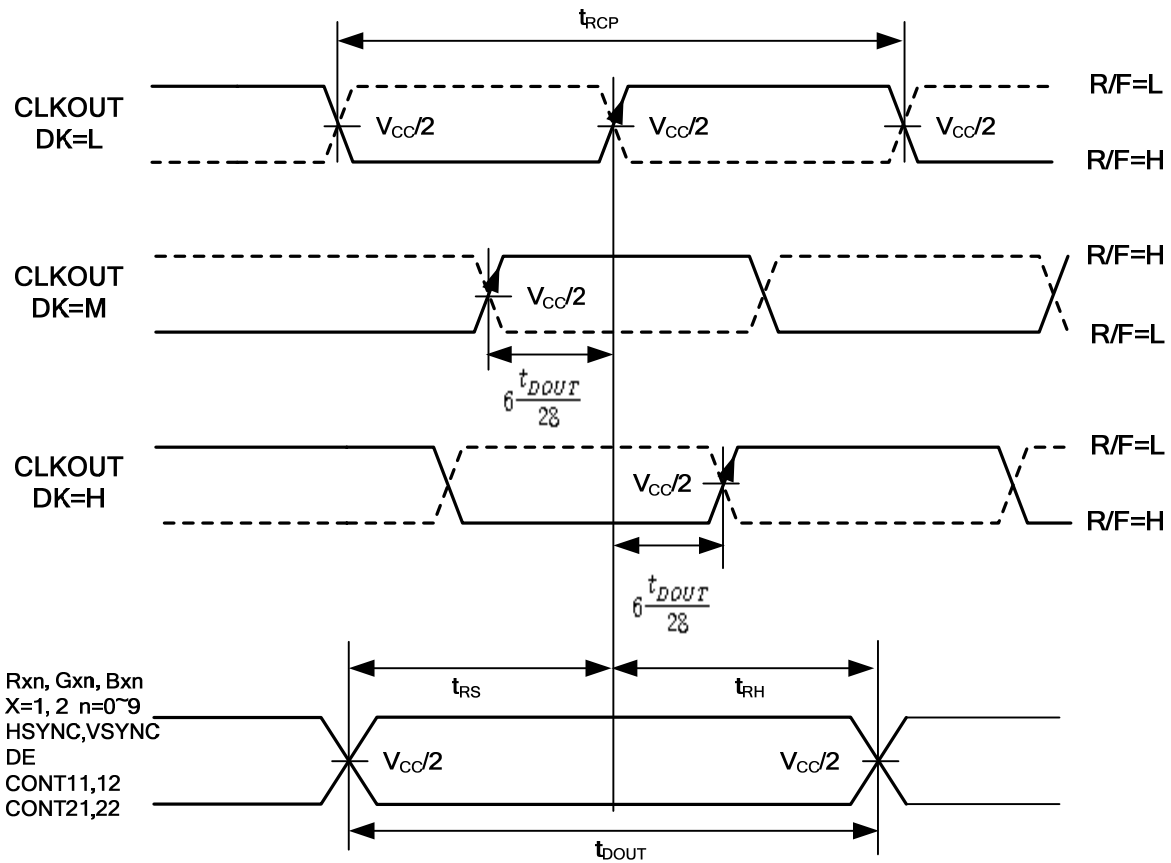 tRCP
CLKOUT
DK=L
VCC/2
VCC/2
VCC/2
R/F=L
R/F=H
CLKOUT
DK=M
VCC/2
R/F=H
R/F=L
6 tDOUT/28
CLKOUT
DK=H
VCC/2
R/F=L
R/F=H
6 tDOUT/28
Rxn, Gxn, Bxn
X=1, 2 n=0~9
HSYNC,VSYNC
DE
CONT11,12
CONT21,22
tRS
tRH
VCC/2
VCC/2
tDOUT